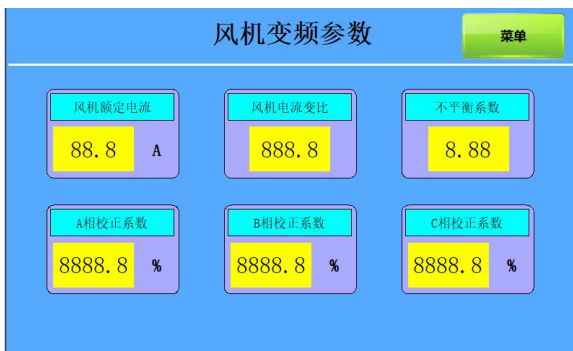 风机变频参数
菜单
风机额定电流
风机电流变比
不平衡系数
88.8 A
888.8
8.88
A相校正系数
B相校正系数
C相校正系数
8888.8 %
8888.8 %
8888.8 %